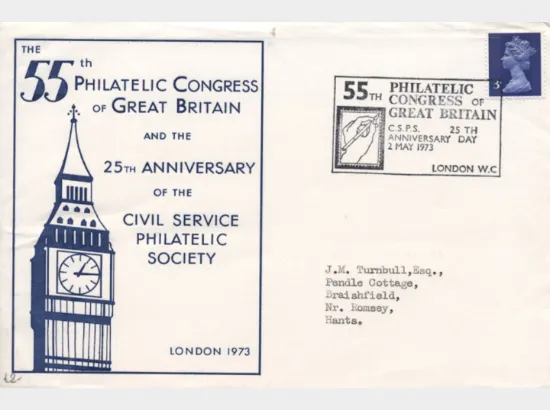 THE
55th PHILATELIC CONGRESS
OF GREAT BRITAIN
AND THE
25TH ANNIVERSARY
OF THE
CIVIL SERVICE
PHILATELIC
SOCIETY
LONDON 1973
55TH PHILATELIC
CONGRESS OF
GREAT BRITAIN
C.S.P.S. 25TH
ANNIVERSARY DAY
2 MAY 1973
LONDON W.C
J.M. Turnbull,Esq.,
Pendle Cottage,
Braishfield,
Nr. Romsey,
Hants.